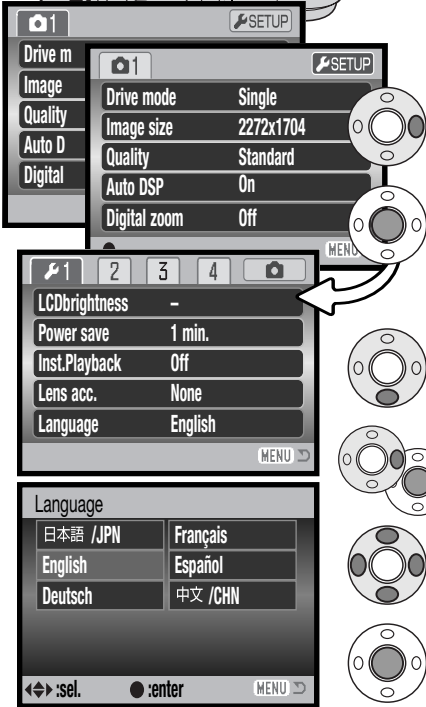 1 SETUP
Drive m
Image
Quality
Auto D
Digital
1 SETUP
Drive mode Single
Image size 2272x1704
Quality Standard
Auto DSP On
Digital zoom Off
MENU
1 2 3 4
LCDbrightness –
Power save 1 min.
Inst.Playback Off
Lens acc. None
Language English
MENU
Language
日本語 /JPN Français
English Español
Deutsch 中文 /CHN
:sel. :enter MENU